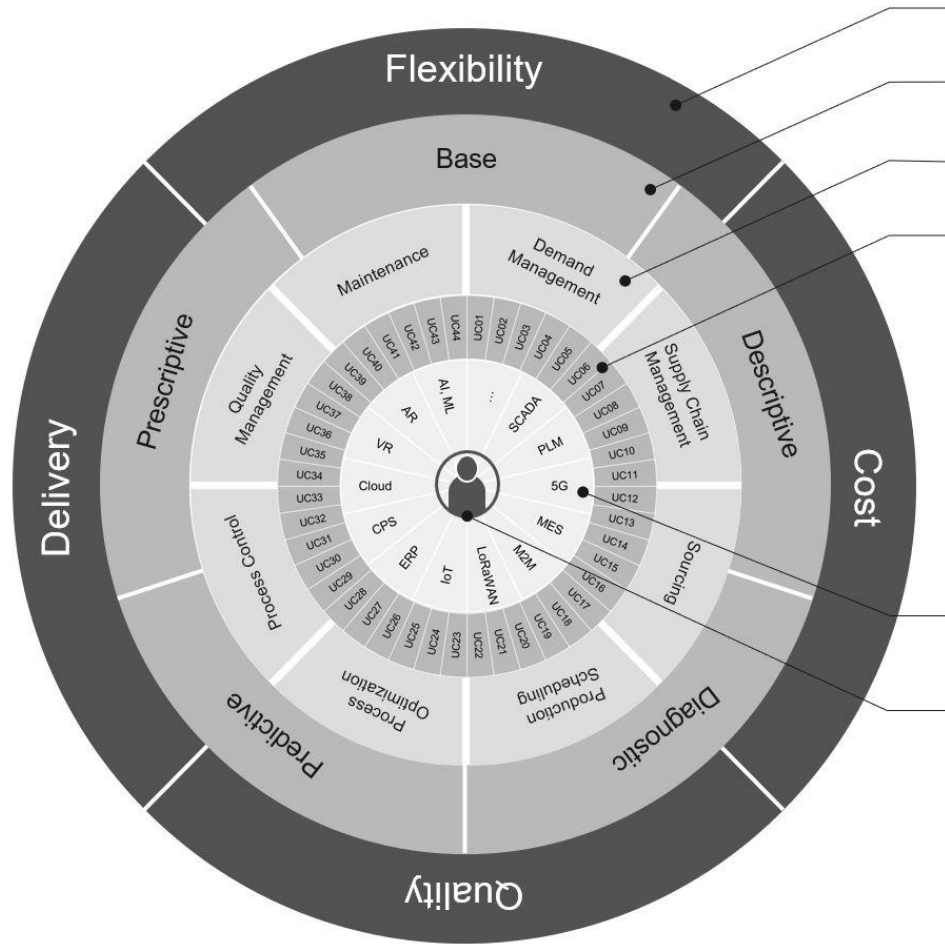 Flexibility
Cost
Quality
Delivery
Base
Descriptive
Diagnostic
Predictive
Prescriptive
Demand
Management
Supply Chain
Management
Sourcing
Production
Scheduling
Process
Optimization
Process Control
Quality
Management
Maintenance
UC01
UC02
UC03
UC04
UC05
UC06
UC07
UC08
UC09
UC10
UC11
UC12
UC13
UC14
UC15
UC16
UC17
UC18
UC19
UC20
UC21
UC22
UC23
UC24
UC25
UC26
UC27
UC28
UC29
UC30
UC31
UC32
UC33
UC34
UC35
UC36
UC37
UC38
UC39
UC40
UC41
UC42
UC43
UC44
...
SCADA
PLM
5G
MES
M2M
LoRaWAN
IoT
ERP
CPS
Cloud
VR
AR
AI, ML